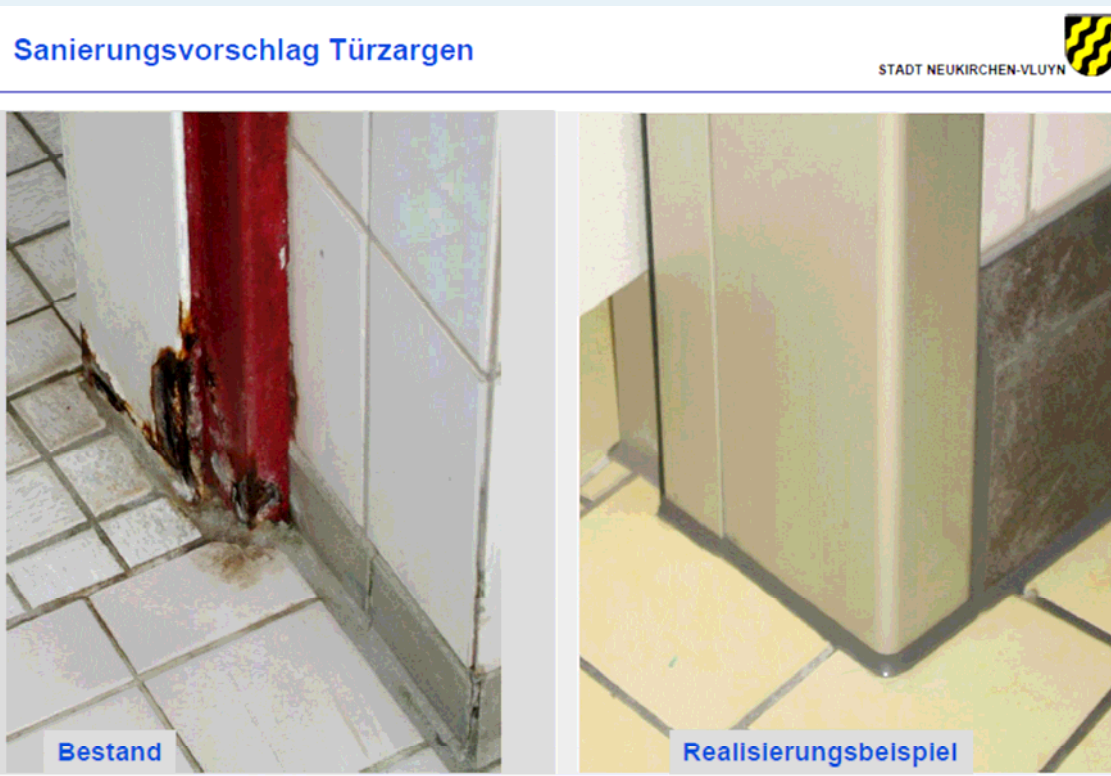 Sanierungsvorschlag Türzargen
STADT NEUKIRCHEN-VLUYN
Bestand
Realisierungsbeispiel